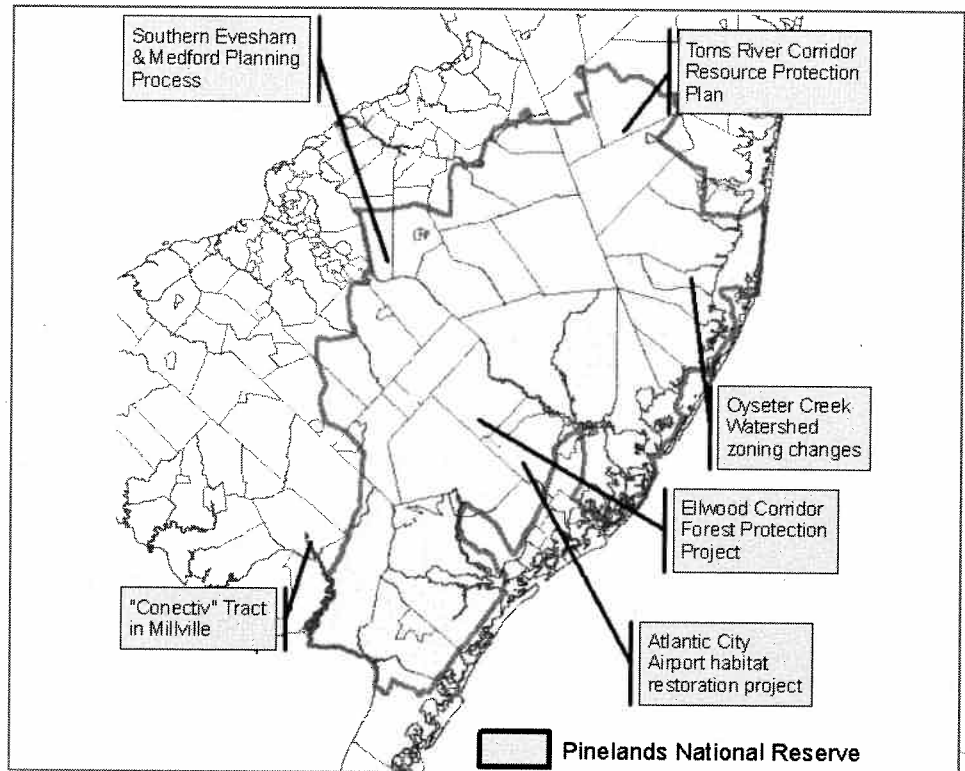 Southern Evesham
& Medford Planning
Process
Toms River Corridor
Resource Protection
Plan
Oyseter Creek
Watershed
zoning changes
Ellwood Corridor
Forest Protection
Project
"Conectiv" Tract
in Millville
Atlantic City
Airport habitat
restoration project
Pinelands National Reserve